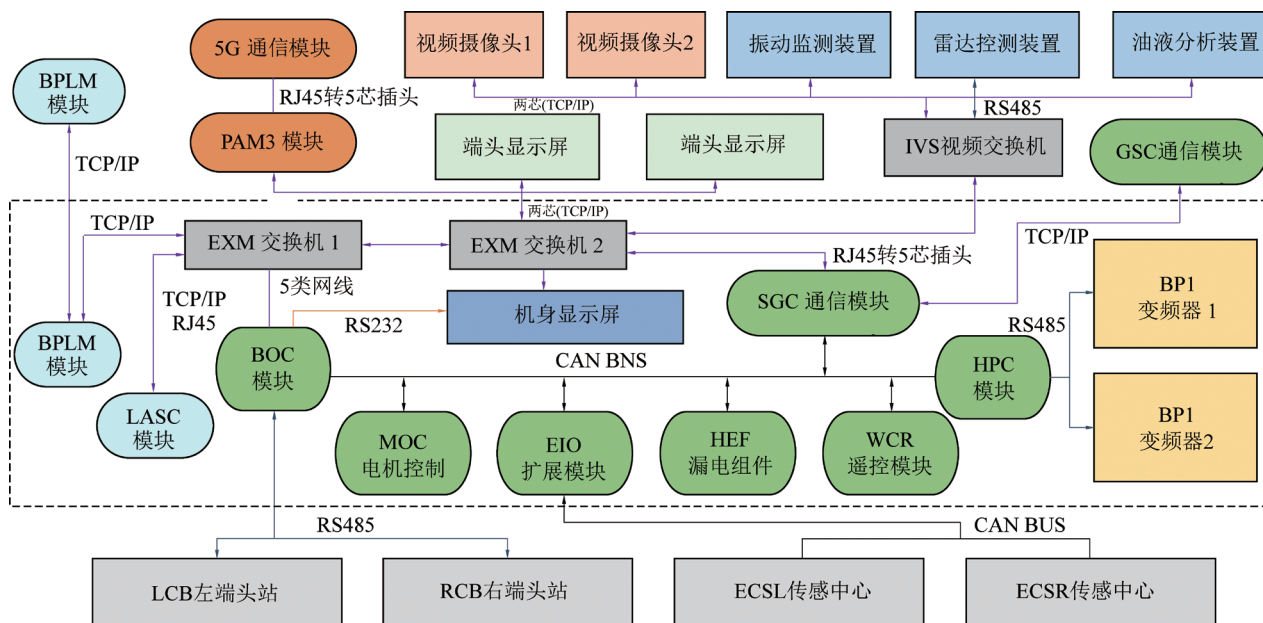 5G 通信模块
视频摄像头1
视频摄像头2
振动监测装置
雷达控测装置
油液分析装置
BPLM
模块
RJ45转5芯插头
两芯(TCP/IP)
RS485
PAM3 模块
端头显示屏
端头显示屏
IVS视频交换机
GSC通信模块
TCP/IP
TCP/IP
两芯(TCP/IP)
EXM 交换机 1
EXM 交换机 2
RJ45转5芯插头
TCP/IP
5类网线
TCP/IP
RJ45
SGC 通信模块
BP1
变频器 1
机身显示屏
RS232
RS485
BPLM
模块
BOC
模块
CAN BNS
HPC
模块
LASC
模块
MOC
电机控制
EIO
扩展模块
HEF
漏电组件
WCR
遥控模块
BP1
变频器2
RS485
CAN BUS
LCB左端头站
RCB右端头站
ECSL传感中心
ECSR传感中心